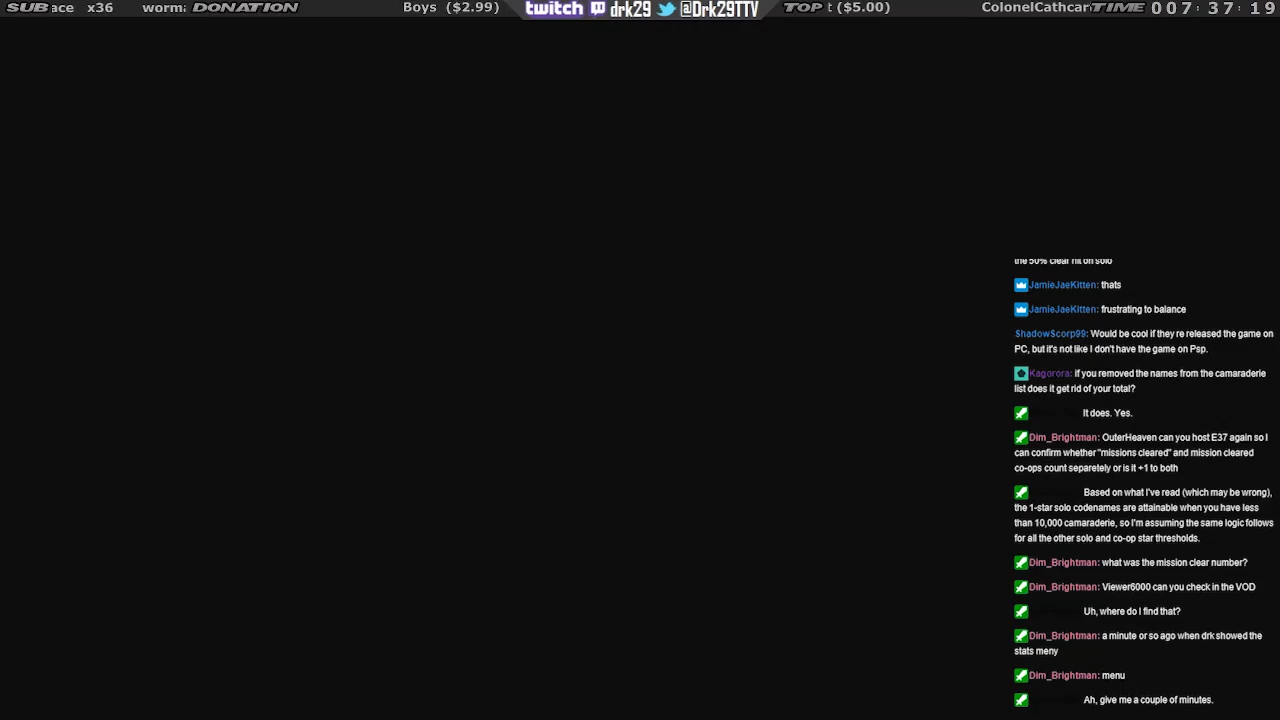 SUB ace x36 worm DONATION Boys ($2.99) twitch drk29 @Drk29TTV TOP t ($5.00) ColonelCathcar TIME 007:37:19
the 50% clear hit on solo
JamieJaeKitten: thats
JamieJaeKitten: frustrating to balance
ShadowScorp99: Would be cool if they re released the game on
PC, but it's not like I don't have the game on Psp.
Kagorora: if you removed the names from the camaraderie
list does it get rid of your total?
It does. Yes.
Dim_Brightman: OuterHeaven can you host E37 again so I
can confirm whether "missions cleared" and mission cleared
co-ops count separetely or is it +1 to both
Based on what I've read (which may be wrong),
the 1-star solo codenames are attainable when you have less
than 10,000 camaraderie, so I'm assuming the same logic follows
for all the other solo and co-op star thresholds.
Dim_Brightman: what was the mission clear number?
Dim_Brightman: Viewer6000 can you check in the VOD
Uh, where do I find that?
Dim_Brightman: a minute or so ago when drk showed the
stats meny
Dim_Brightman: menu
Ah, give me a couple of minutes.